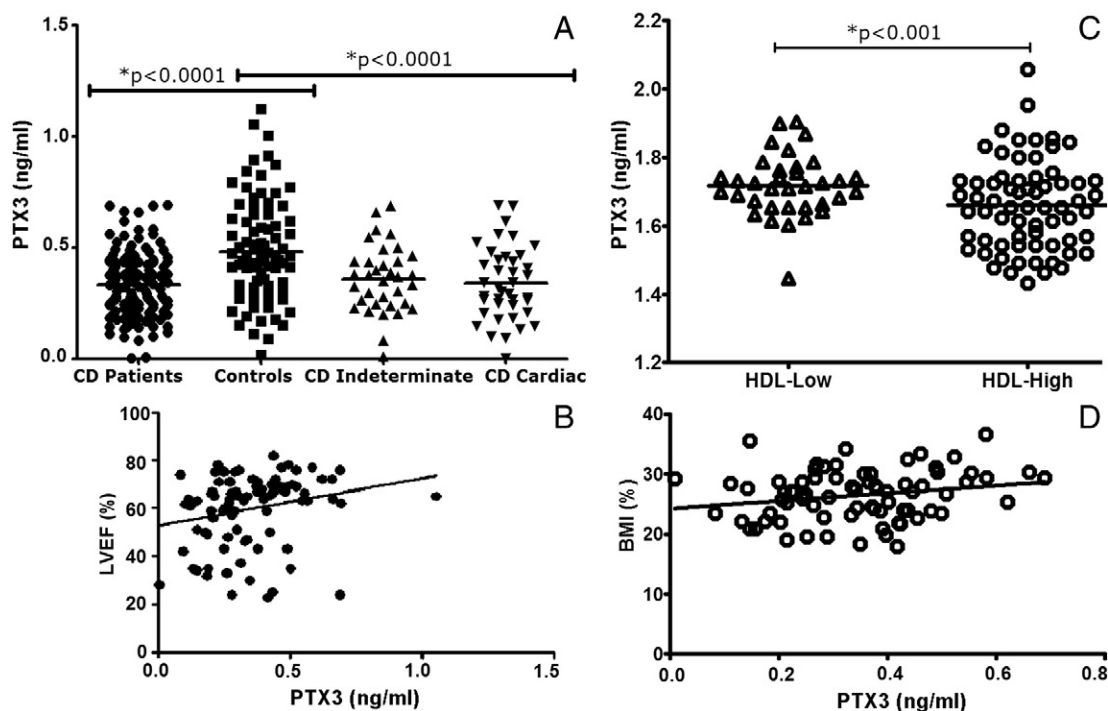 A
1.5
*p<0.0001
*p<0.0001
1.0
0.5
0.0
PTX3 (ng/ml)
CD Patients Controls CD Indeterminate CD Cardiac
C
2.2
*p<0.001
2.0
1.8
1.6
1.4
1.2
PTX3 (ng/ml)
HDL-Low HDL-High
B
100
80
60
40
20
0
LVEF (%)
0.0 0.5 1.0 1.5
PTX3 (ng/ml)
D
40
30
20
10
0
BMI (%)
0.0 0.2 0.4 0.6 0.8
PTX3 (ng/ml)